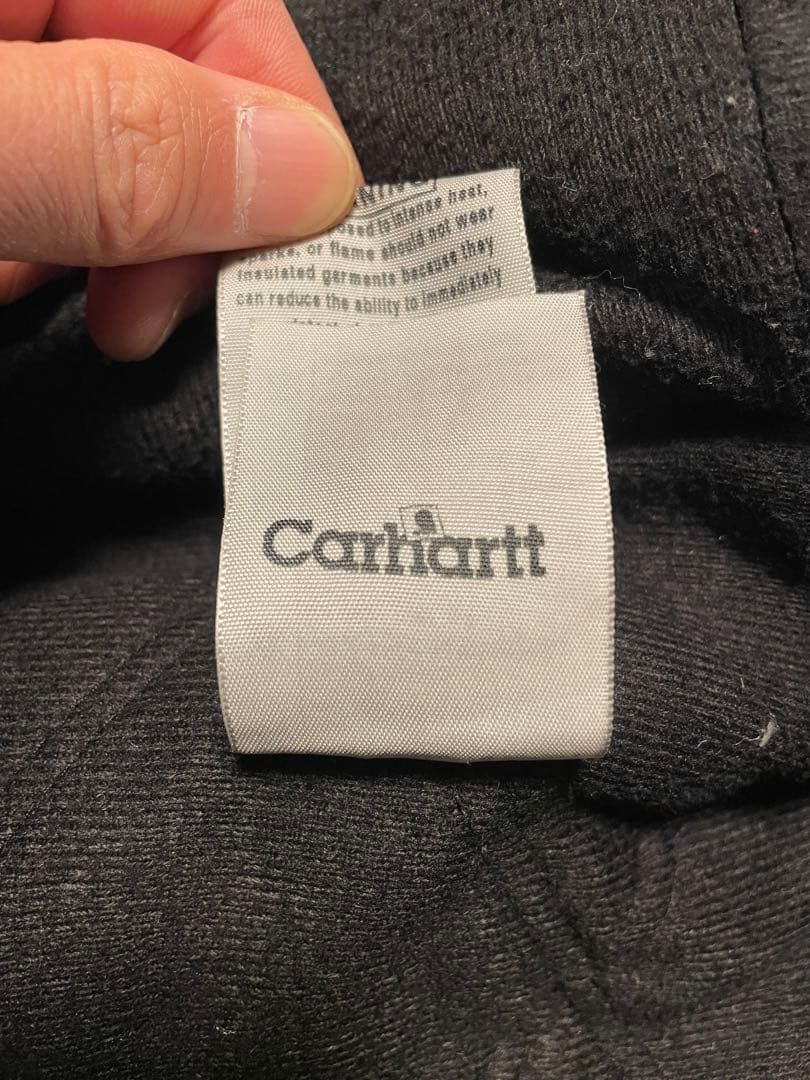 to intense heat,
or flame should not wear
insulated garments because they
can reduce the ability to immediately
Carhartt